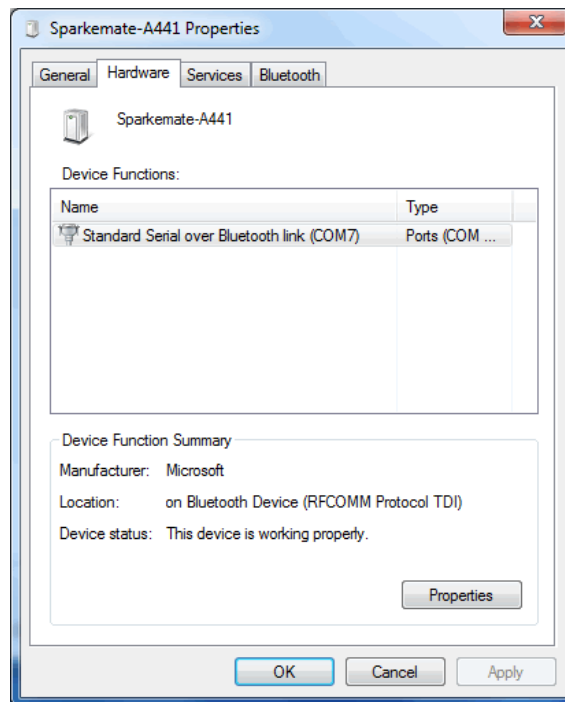 Sparkemate-A441 Properties
General Hardware Services Bluetooth
Sparkemate-A441
Device Functions:
Name Type
Standard Serial over Bluetooth link (COM7) Ports (COM ...
Device Function Summary
Manufacturer: Microsoft
Location: on Bluetooth Device (RFCOMM Protocol TDI)
Device status: This device is working properly.
Properties
OK Cancel Apply